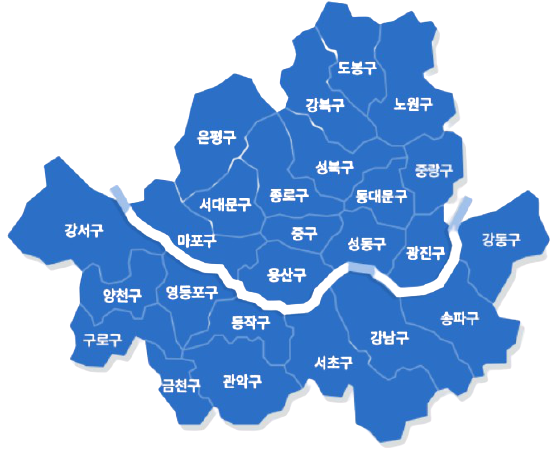 도봉구
강북구
노원구
은평구
성북구
중랑구
서대문구
종로구
동대문구
강서구
마포구
중구
성동구
광진구
강동구
용산구
양천구
영등포구
동작구
송파구
구로구
강남구
서초구
금천구
관악구